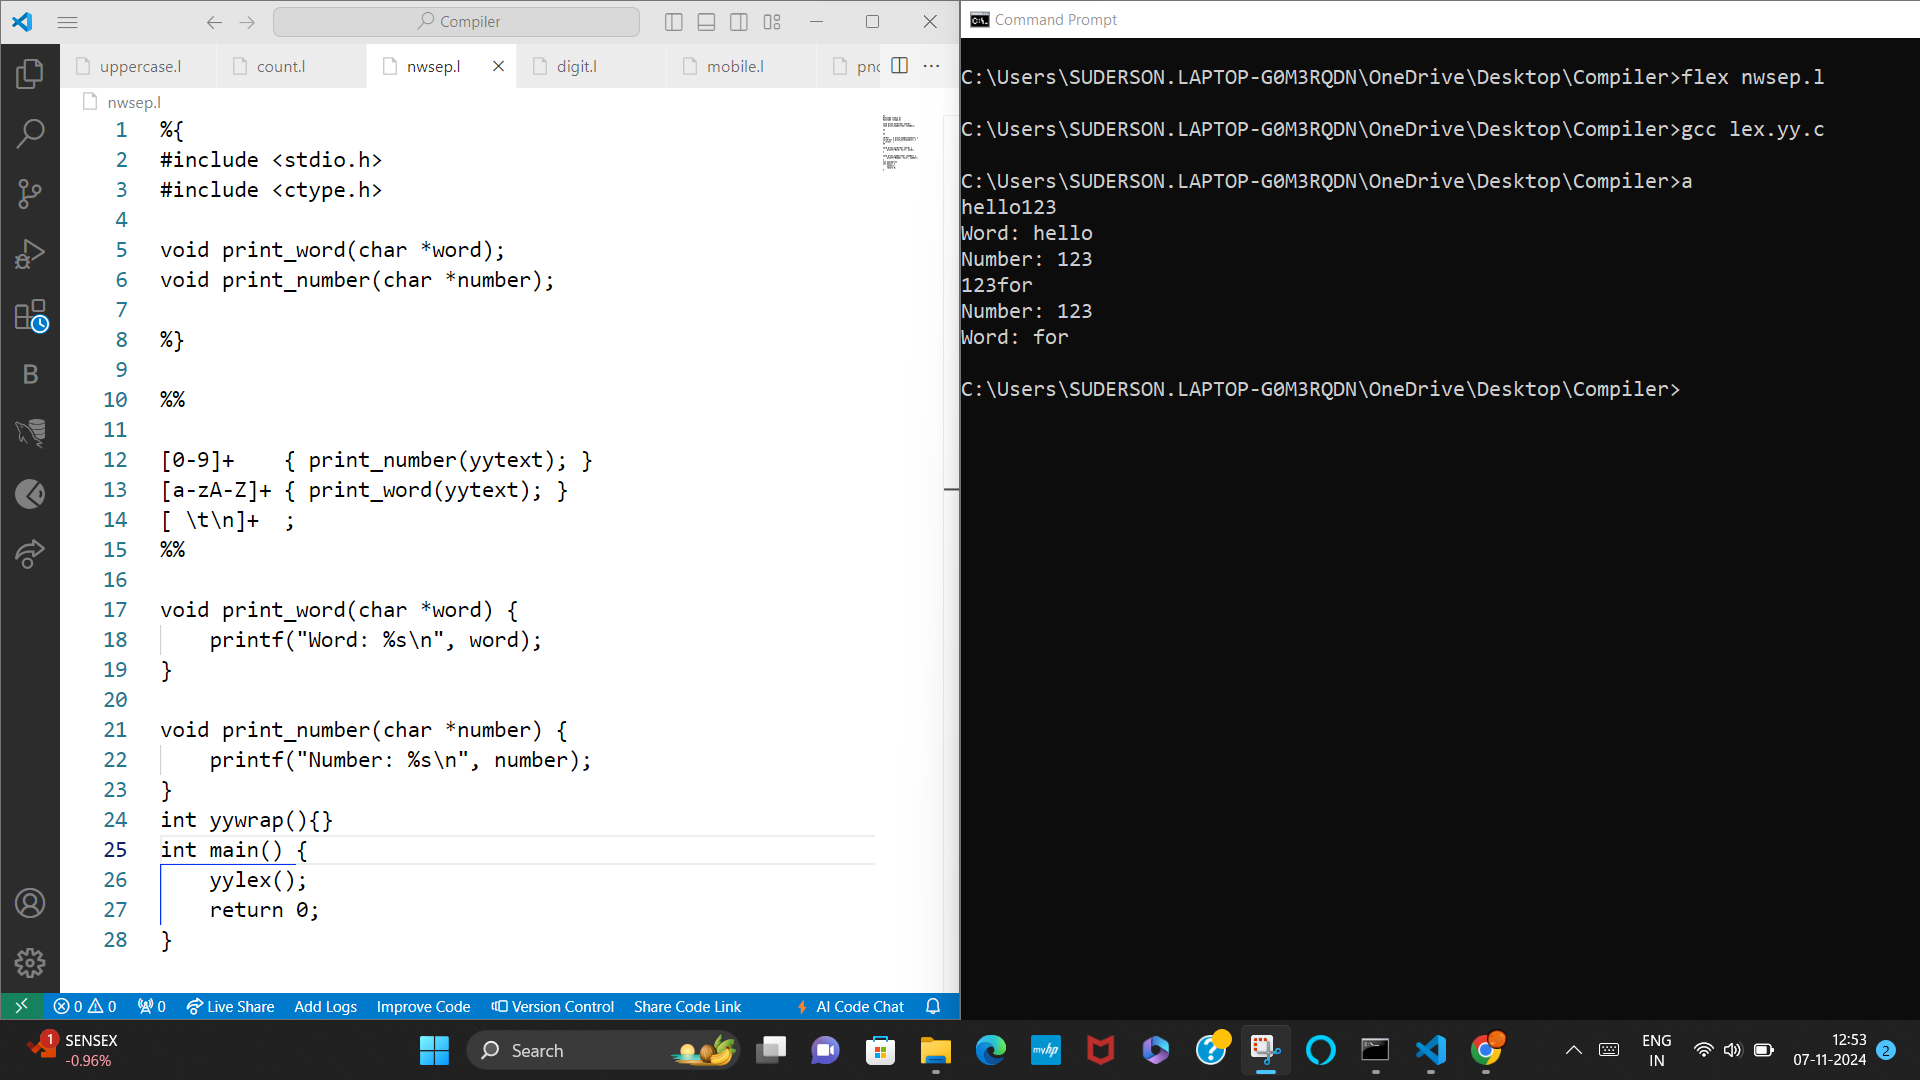 Compiler
uppercase.l
count.l
nwsep.l
digit.l
mobile.l
pno
nwsep.l
1 %{
2 #include <stdio.h>
3 #include <ctype.h>
4
5 void print_word(char *word);
6 void print_number(char *number);
7
8 %}
9
10 %%
11
12 [0-9]+    { print_number(yytext); }
13 [a-zA-Z]+ { print_word(yytext); }
14 [ \t\n]+  ;
15 %%
16
17 void print_word(char *word) {
18     printf("Word: %s\n", word);
19 }
20
21 void print_number(char *number) {
22     printf("Number: %s\n", number);
23 }
24 int yywrap(){}
25 int main() {
26     yylex();
27     return 0;
28 }
B
0 0 0 Live Share Add Logs Improve Code Version Control Share Code Link AI Code Chat
Command Prompt
C:\Users\SUDERSON.LAPTOP-G0M3RQDN\OneDrive\Desktop\Compiler>flex nwsep.l
C:\Users\SUDERSON.LAPTOP-G0M3RQDN\OneDrive\Desktop\Compiler>gcc lex.yy.c
C:\Users\SUDERSON.LAPTOP-G0M3RQDN\OneDrive\Desktop\Compiler>a
hello123
Word: hello
Number: 123
123for
Number: 123
Word: for
C:\Users\SUDERSON.LAPTOP-G0M3RQDN\OneDrive\Desktop\Compiler>
1
SENSEX
-0.96%
Search
myhp
ENG
IN
12:53
07-11-2024
2